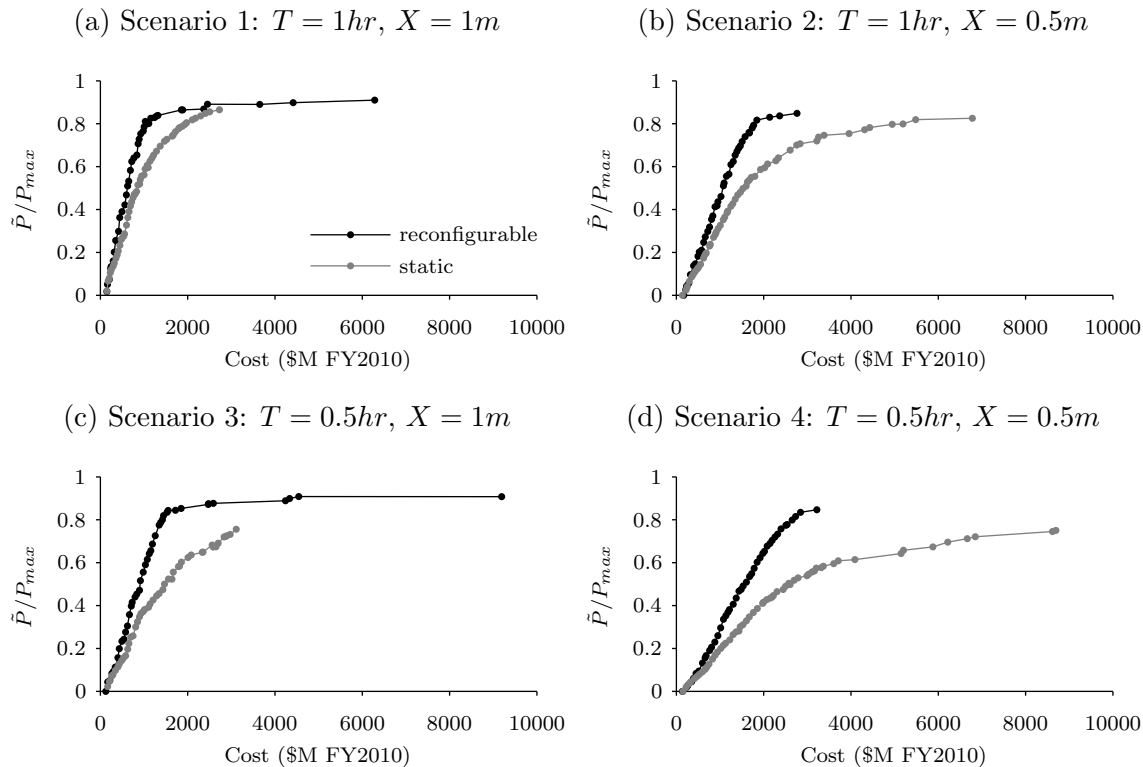 (a) Scenario 1: T = 1hr, X = 1m
(b) Scenario 2: T = 1hr, X = 0.5m
1
0.8
0.6
0.4
0.2
0
P̃/P_max
reconfigurable
static
0 2000 4000 6000 8000 10000
Cost ($M FY2010)
1
0.8
0.6
0.4
0.2
0
P̃/P_max
0 2000 4000 6000 8000 10000
Cost ($M FY2010)
(c) Scenario 3: T = 0.5hr, X = 1m
(d) Scenario 4: T = 0.5hr, X = 0.5m
1
0.8
0.6
0.4
0.2
0
P̃/P_max
0 2000 4000 6000 8000 10000
Cost ($M FY2010)
1
0.8
0.6
0.4
0.2
0
P̃/P_max
0 2000 4000 6000 8000 10000
Cost ($M FY2010)